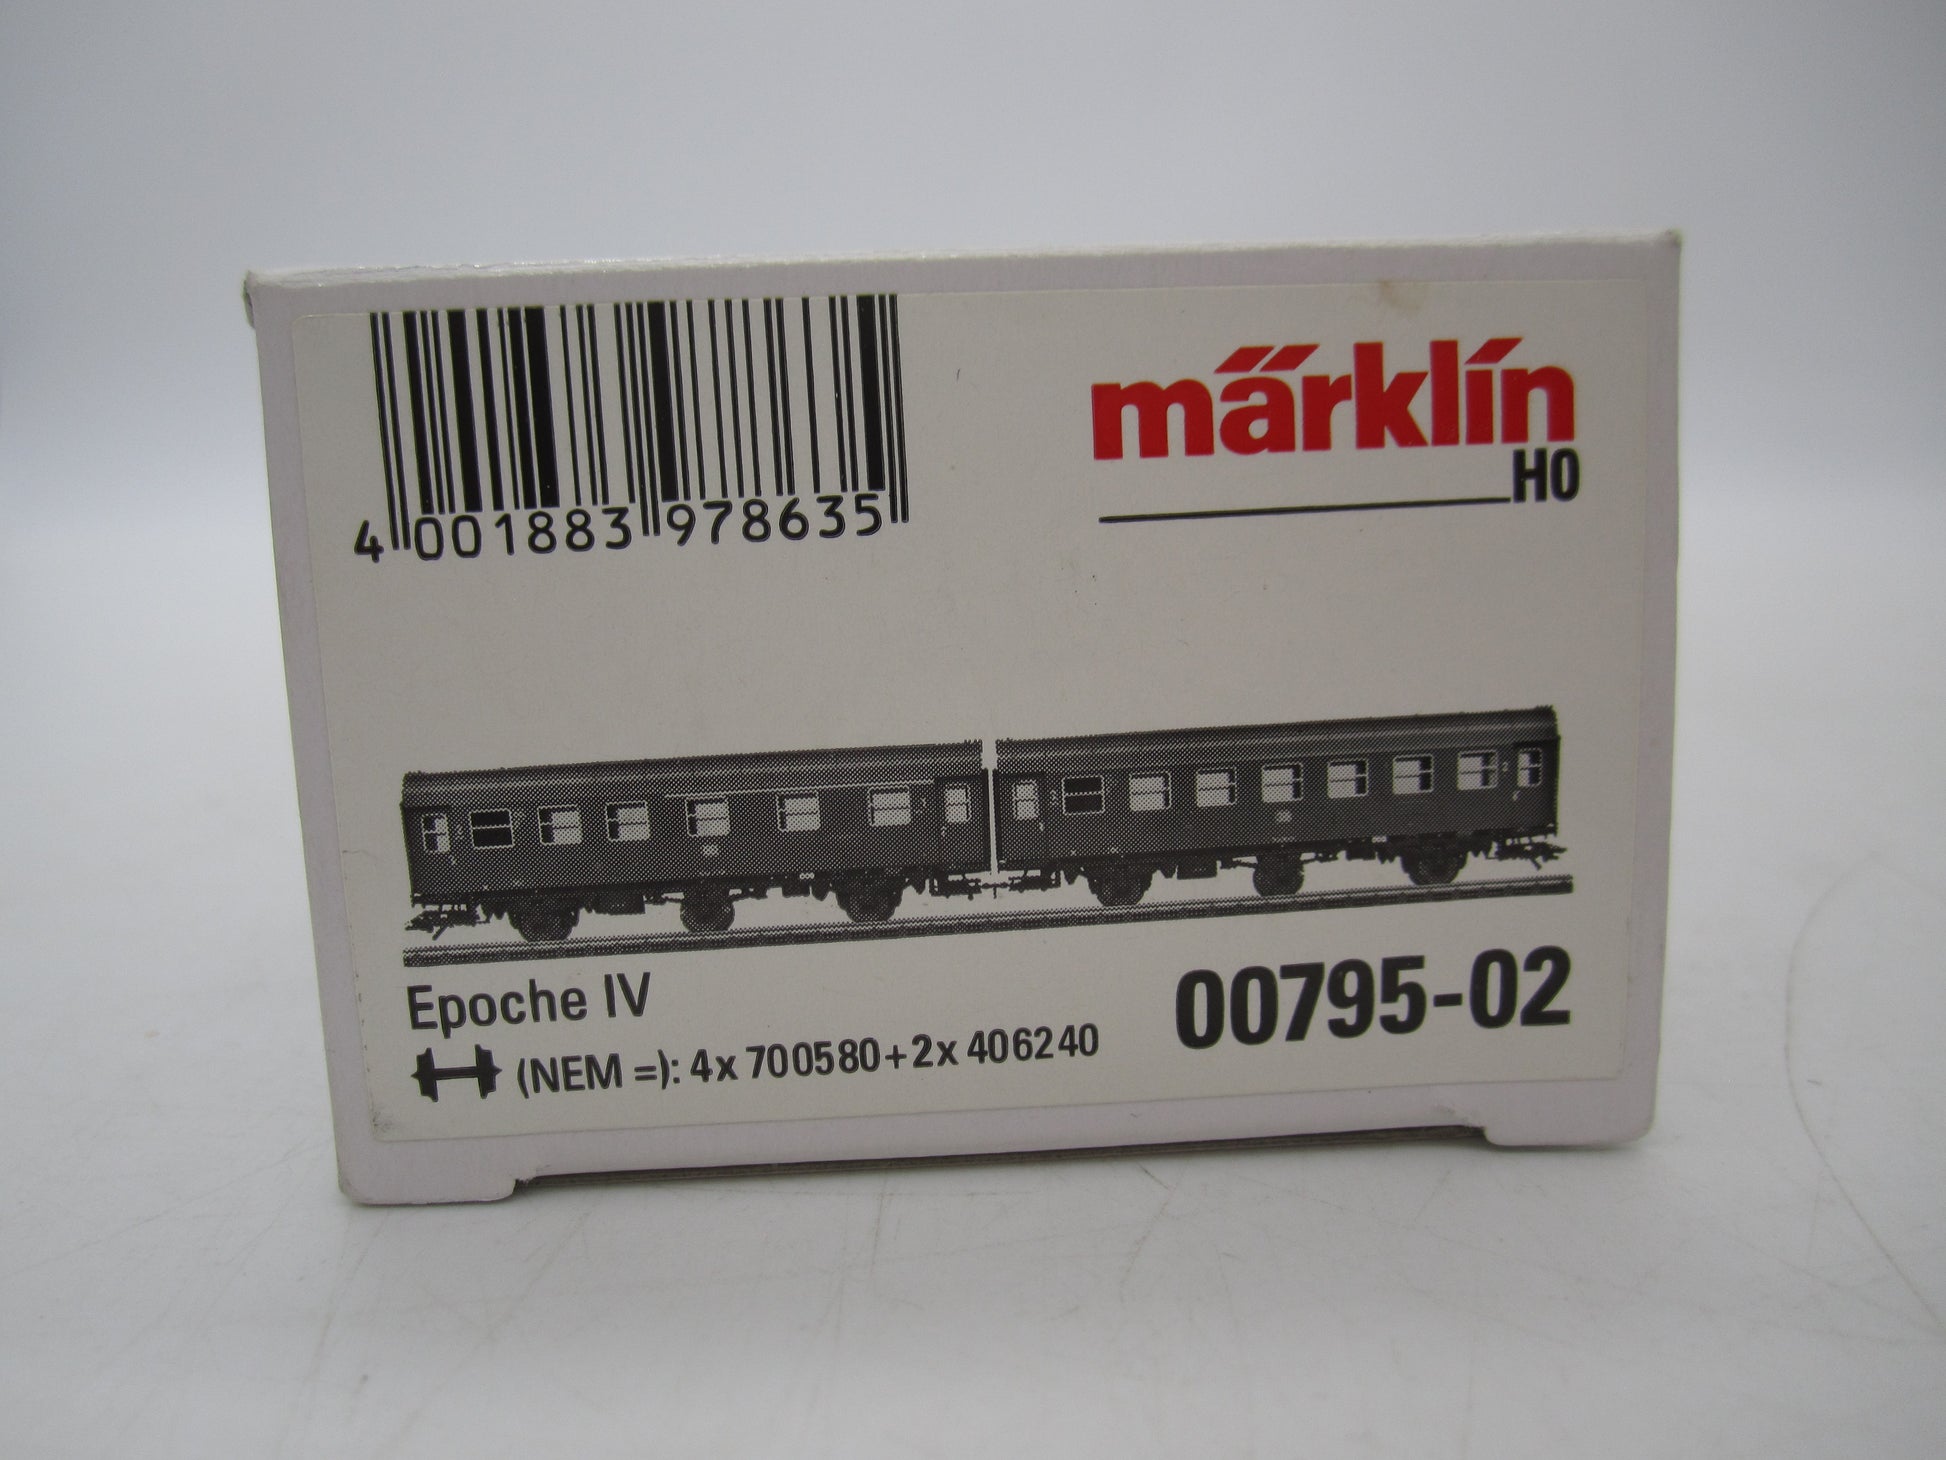 4 001883 978635
märklin
H0
Epoche IV
(NEM =): 4x 700580+2x 406240
00795-02